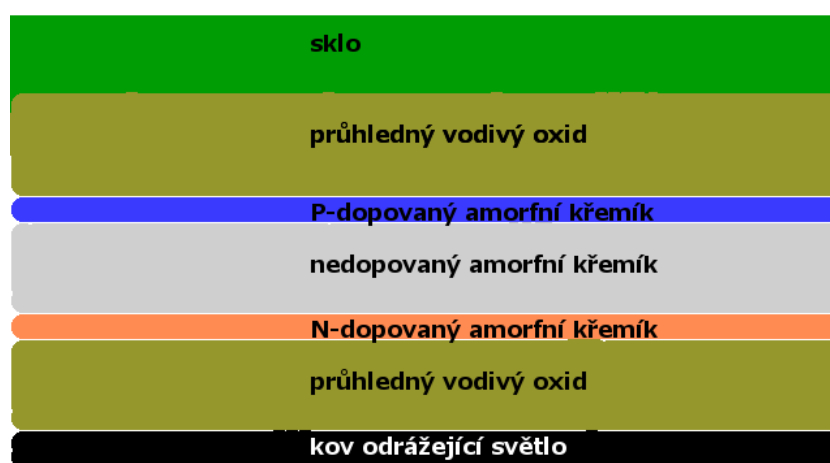 sklo
průhledný vodivý oxid
P-dopovaný amorfní křemík
nedopovaný amorfní křemík
N-dopovaný amorfní křemík
průhledný vodivý oxid
kov odrážející světlo